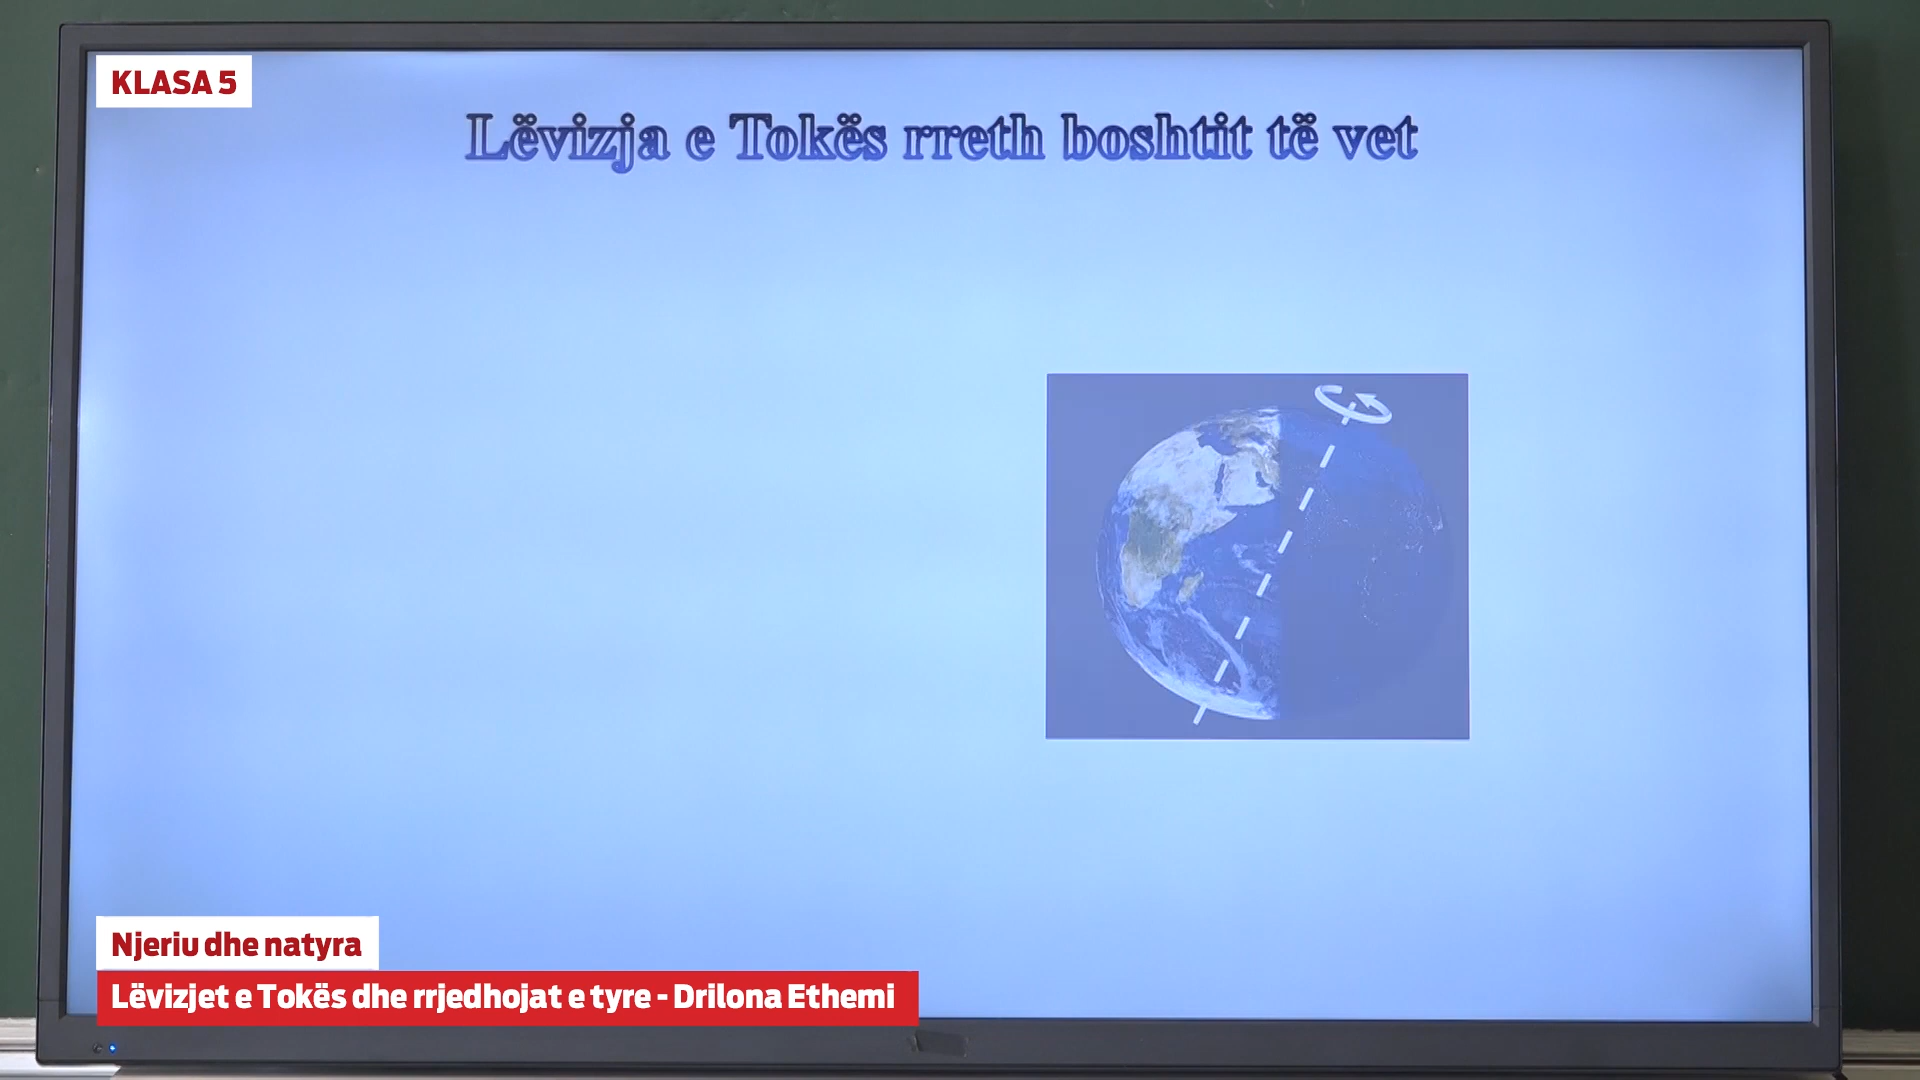 KLASA 5
Lëvizja e Tokës rreth boshtit të vet
Njeriu dhe natyra
Lëvizjet e Tokës dhe rrjedhojat e tyre - Drilona Ethemi